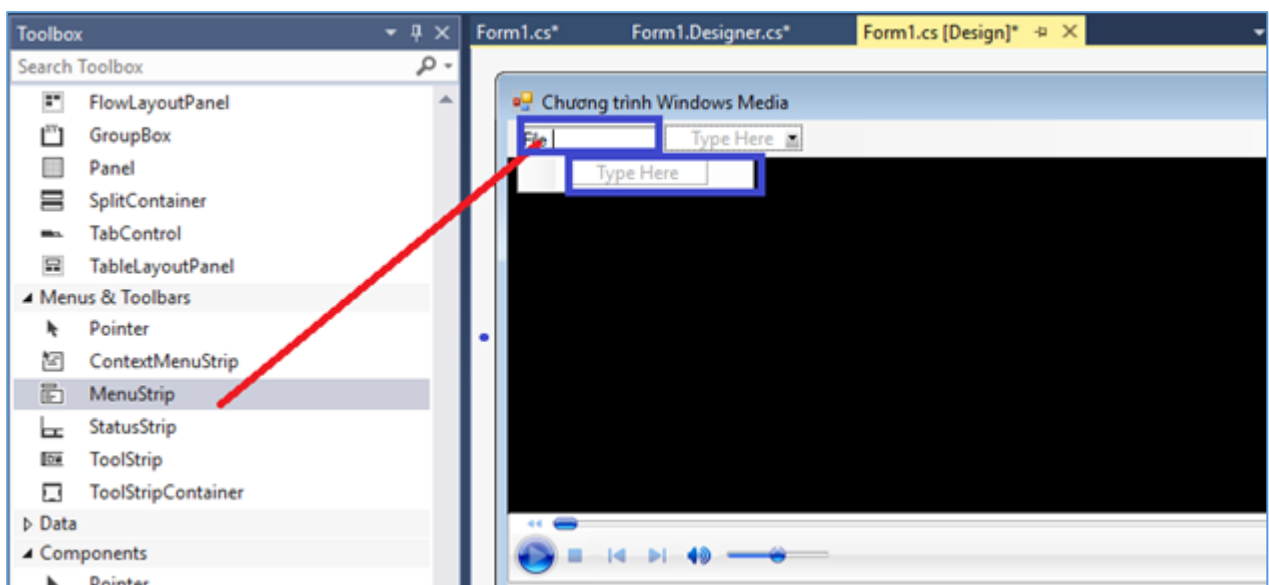 Toolbox
Search Toolbox
FlowLayoutPanel
GroupBox
Panel
SplitContainer
TabControl
TableLayoutPanel
Menus & Toolbars
Pointer
ContextMenuStrip
MenuStrip
StatusStrip
ToolStrip
ToolStripContainer
Data
Components
Pointer
Form1.cs* Form1.Designer.cs* Form1.cs [Design]*
Chương trình Windows Media
File Type Here
Type Here